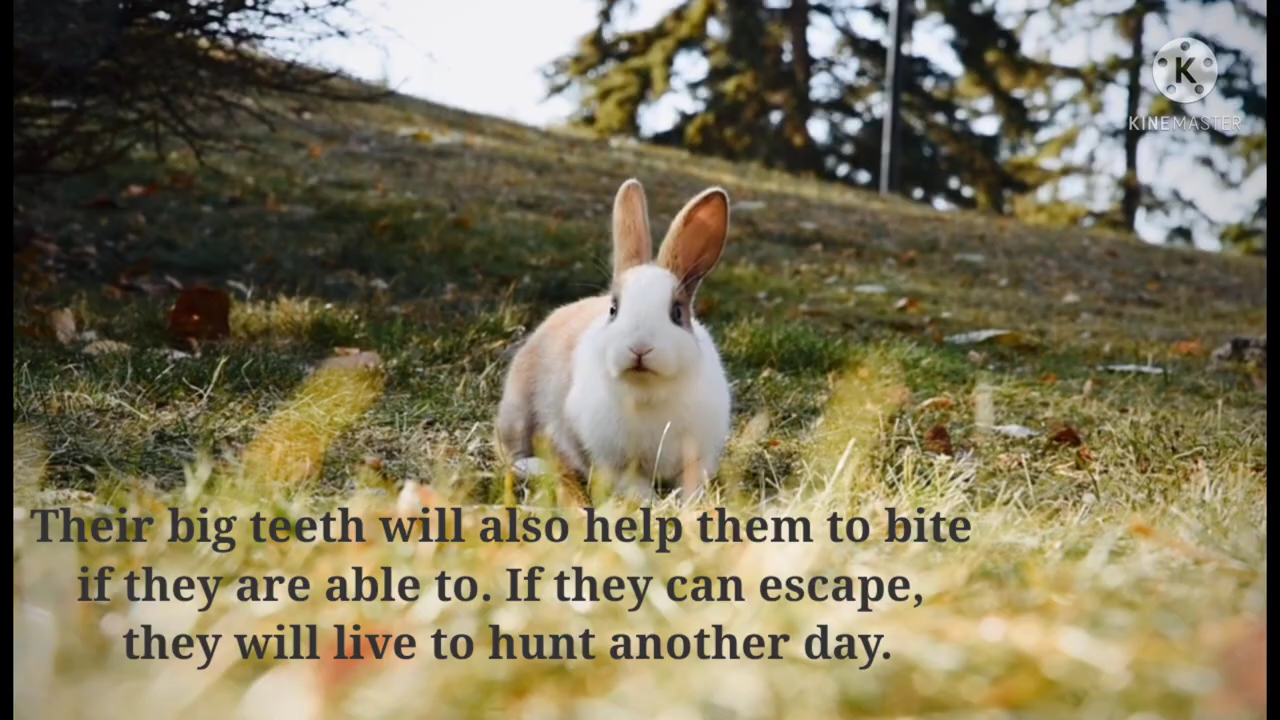 K
KINEMASTER
Their big teeth will also help them to bite
if they are able to. If they can escape,
they will live to hunt another day.